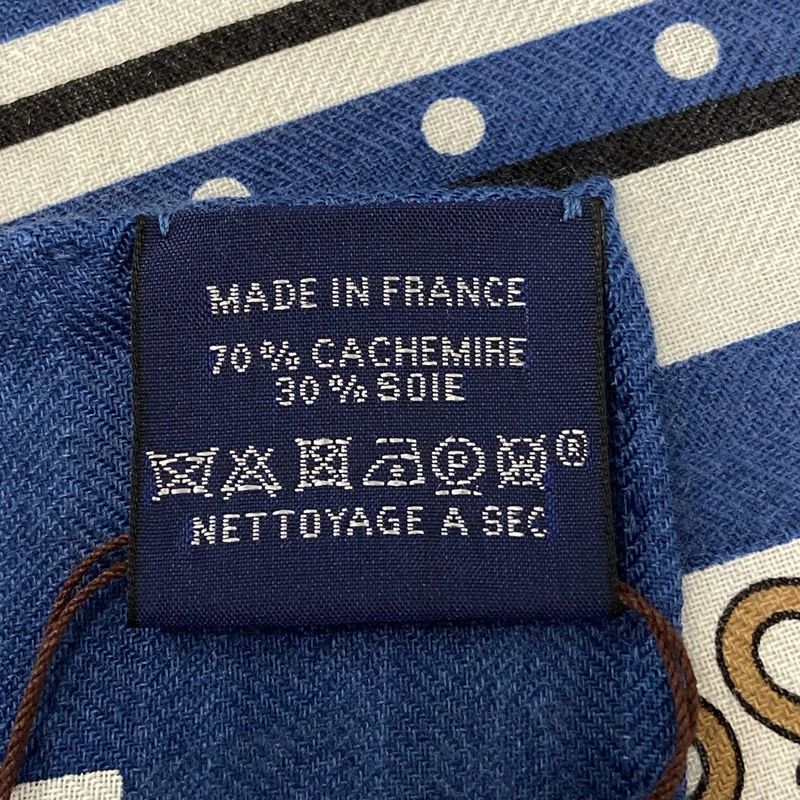 MADE IN FRANCE
70 % CACHEMIRE
30 % SOIE
P W ®
NETTOYAGE A SEC